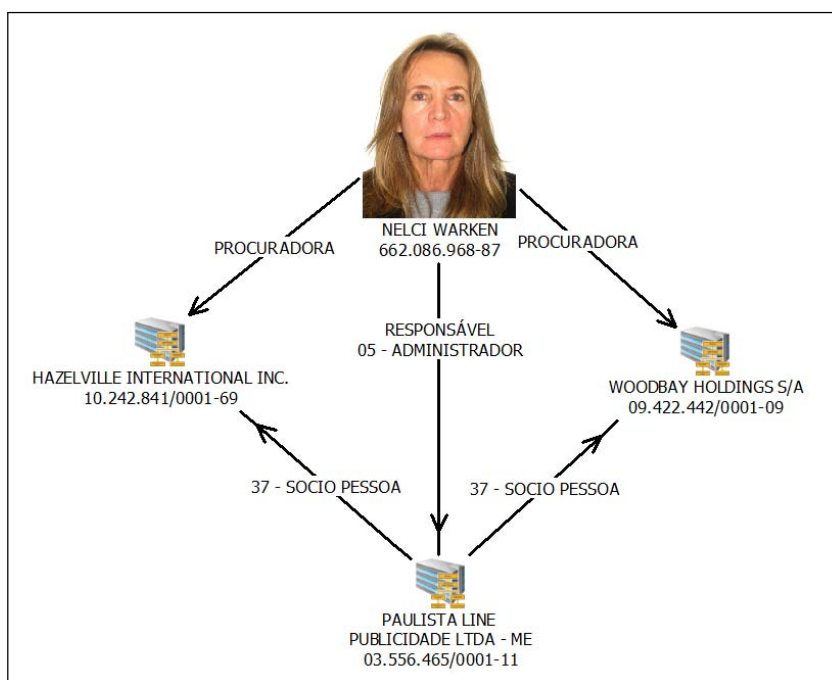 NELCI WARKEN
662.086.968-87
PROCURADORA
PROCURADORA
RESPONSÁVEL
05 - ADMINISTRADOR
HAZELVILLE INTERNATIONAL INC.
10.242.841/0001-69
WOODBAY HOLDINGS S/A
09.422.442/0001-09
37 - SOCIO PESSOA
37 - SOCIO PESSOA
PAULISTA LINE
PUBLICIDADE LTDA - ME
03.556.465/0001-11